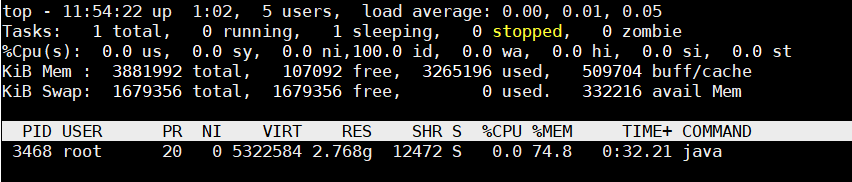 top - 11:54:22 up  1:02,  5 users,  load average: 0.00, 0.01, 0.05
Tasks:   1 total,   0 running,   1 sleeping,   0 stopped,   0 zombie
%Cpu(s):  0.0 us,  0.0 sy,  0.0 ni,100.0 id,  0.0 wa,  0.0 hi,  0.0 si,  0.0 st
KiB Mem :  3881992 total,   107092 free,  3265196 used,   509704 buff/cache
KiB Swap:  1679356 total,  1679356 free,        0 used.   332216 avail Mem
  PID USER      PR  NI    VIRT    RES    SHR S  %CPU %MEM     TIME+ COMMAND
 3468 root      20   0 5322584 2.768g  12472 S   0.0 74.8   0:32.21 java